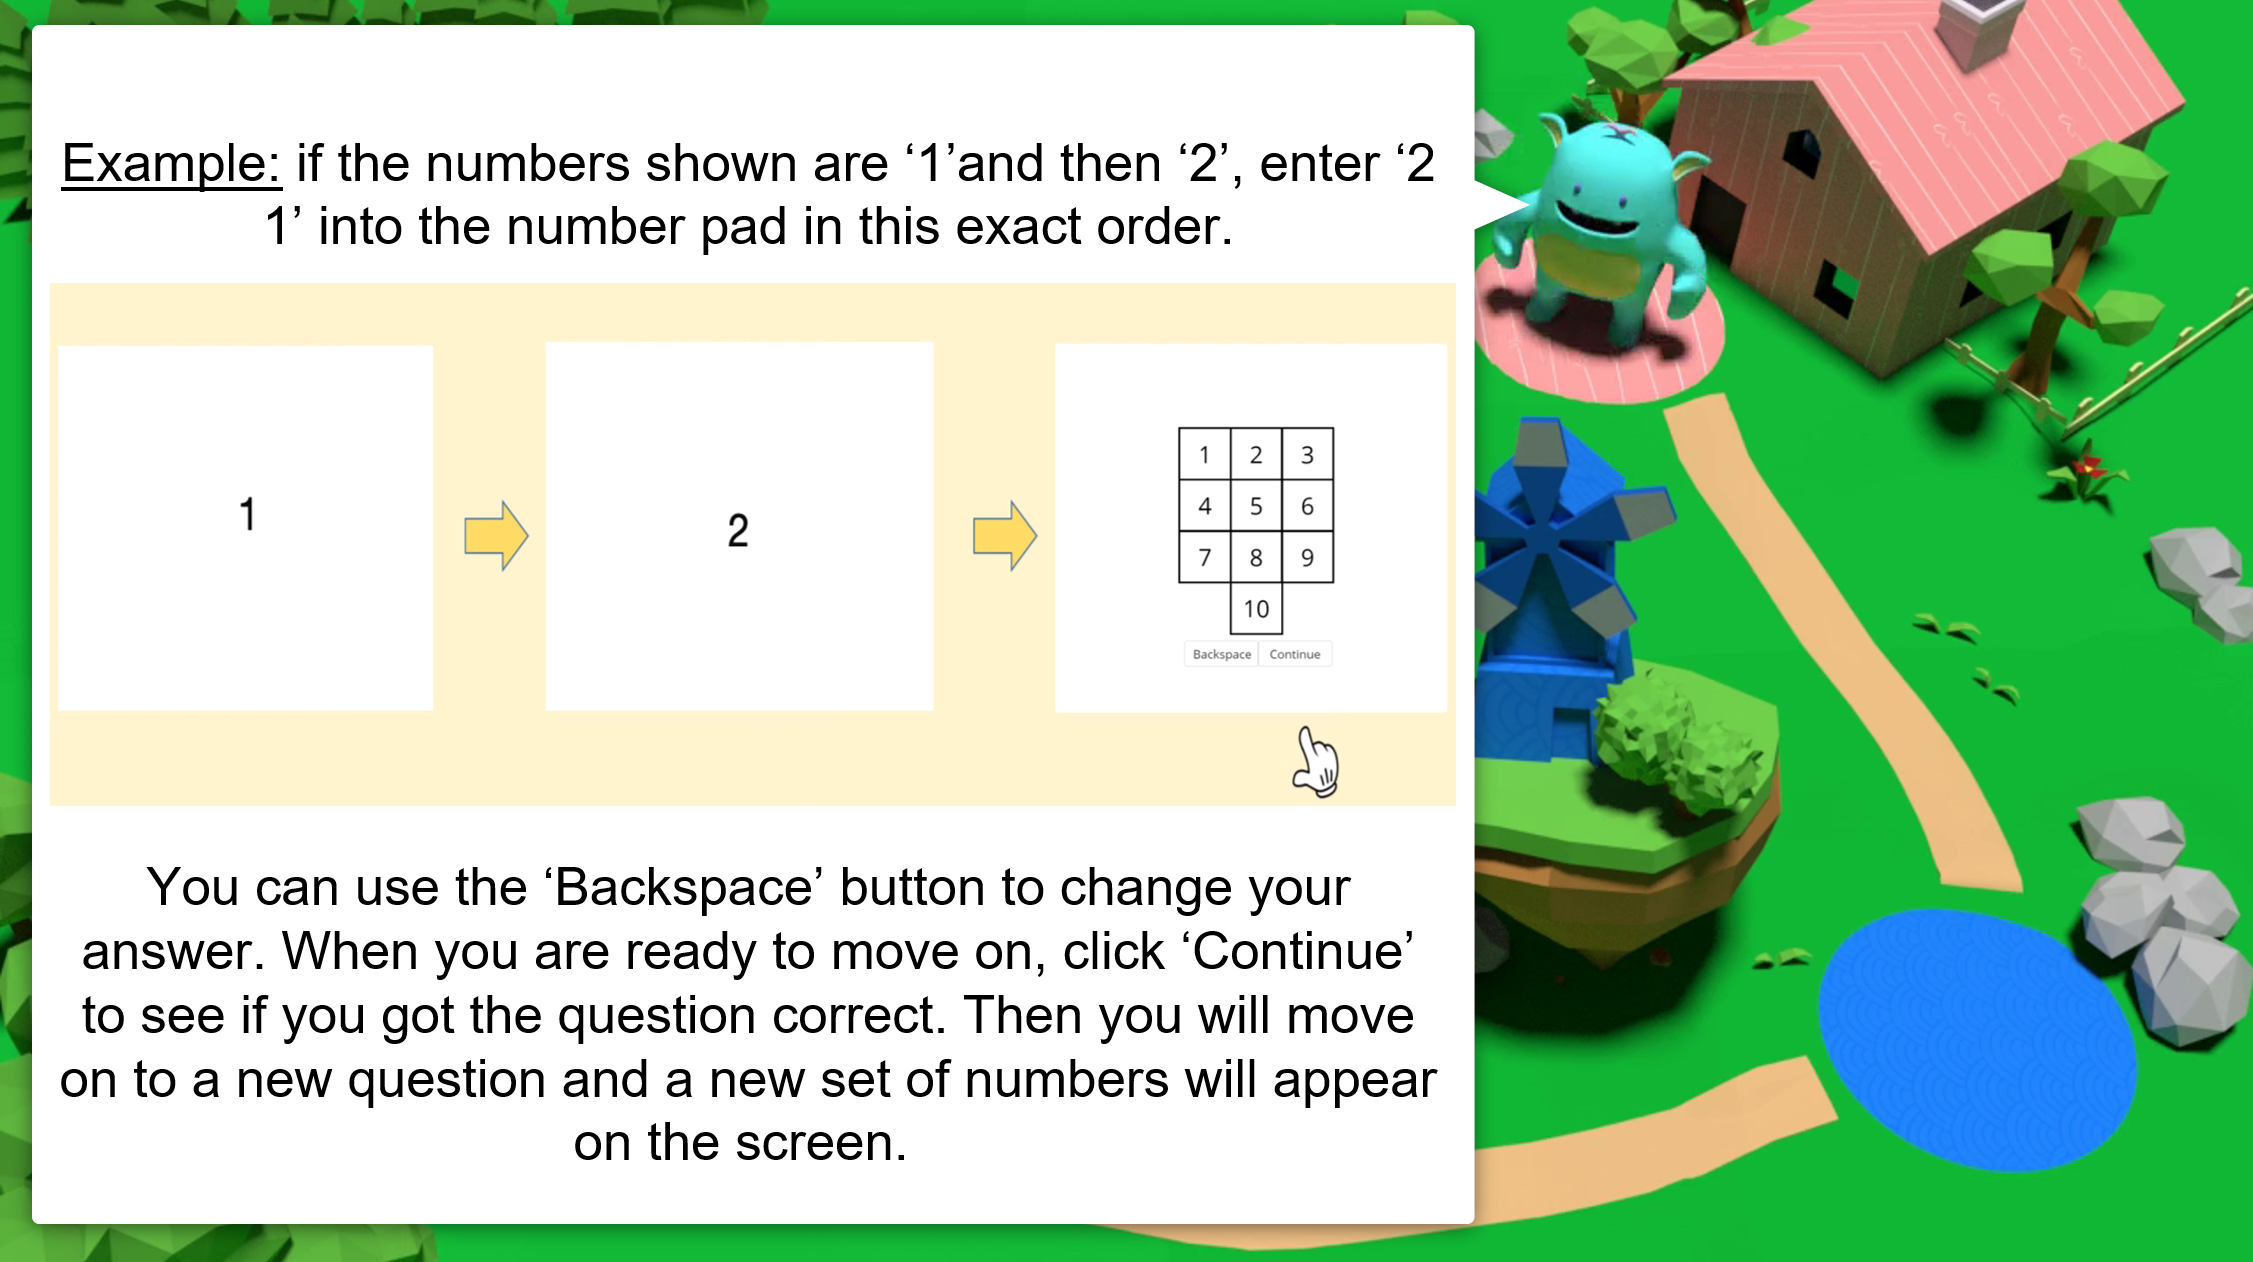 Example: if the numbers shown are ‘1’and then ‘2’, enter ‘2
1’ into the number pad in this exact order.
1
2
1 2 3
4 5 6
7 8 9
10
Backspace Continue
You can use the ‘Backspace’ button to change your
answer. When you are ready to move on, click ‘Continue’
to see if you got the question correct. Then you will move
on to a new question and a new set of numbers will appear
on the screen.